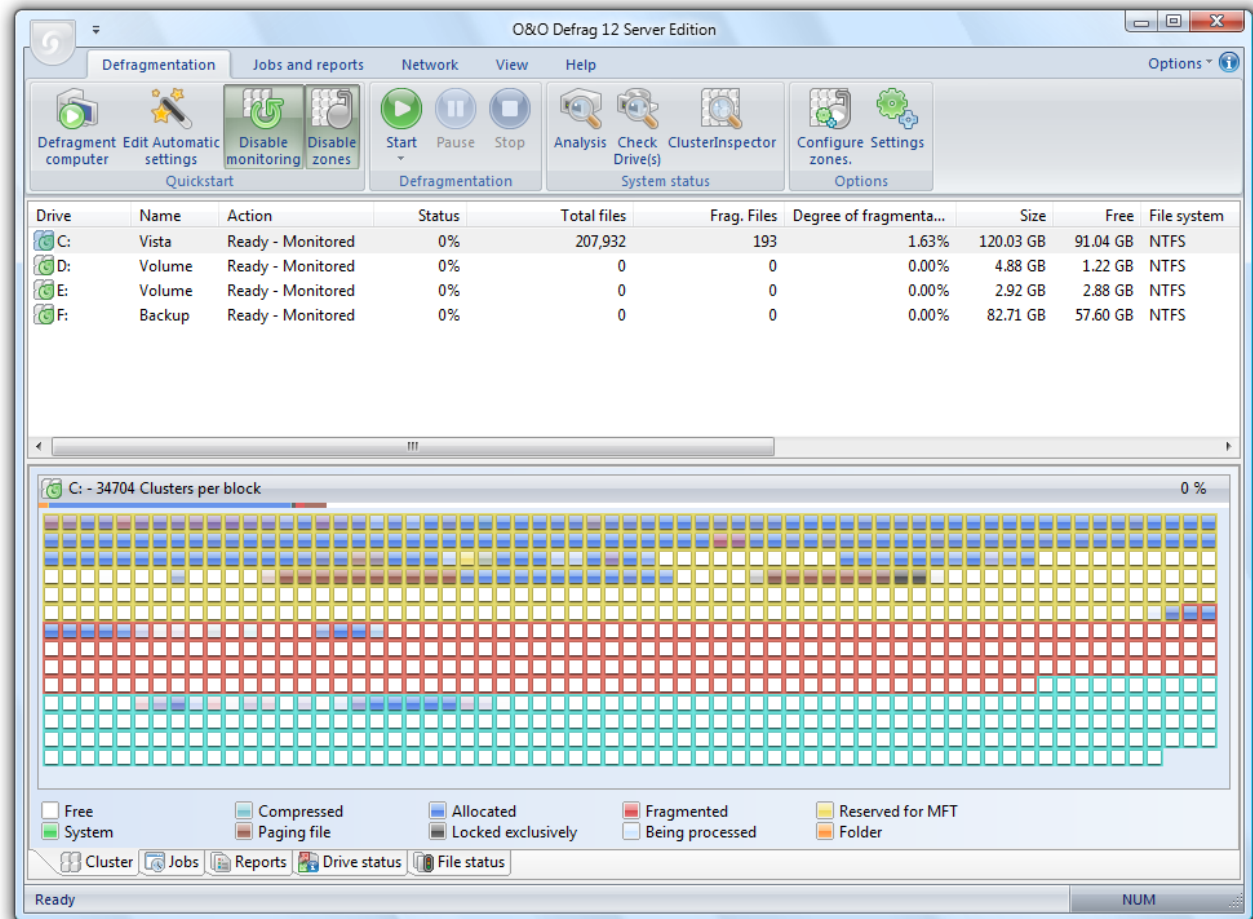 O&O Defrag 12 Server Edition
Defragmentation Jobs and reports Network View Help Options
Defragment computer Edit Automatic settings Disable monitoring Disable zones Start Pause Stop Analysis Check Drive(s) ClusterInspector Configure zones. Settings
Quickstart Defragmentation System status Options
Drive Name Action Status Total files Frag. Files Degree of fragmenta... Size Free File system
C: Vista Ready - Monitored 0% 207,932 193 1.63% 120.03 GB 91.04 GB NTFS
D: Volume Ready - Monitored 0% 0 0 0.00% 4.88 GB 1.22 GB NTFS
E: Volume Ready - Monitored 0% 0 0 0.00% 2.92 GB 2.88 GB NTFS
F: Backup Ready - Monitored 0% 0 0 0.00% 82.71 GB 57.60 GB NTFS
C: - 34704 Clusters per block 0 %
Free Compressed Allocated Fragmented Reserved for MFT
System Paging file Locked exclusively Being processed Folder
Cluster Jobs Reports Drive status File status
Ready NUM